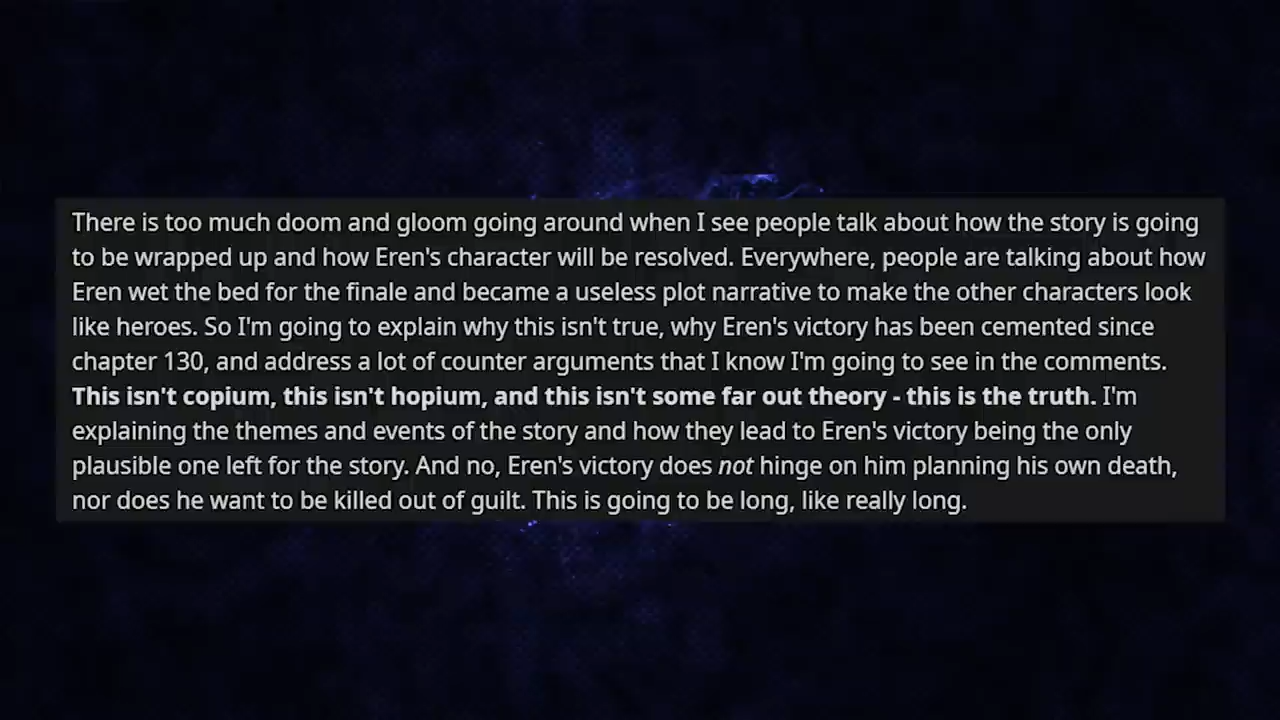 There is too much doom and gloom going around when I see people talk about how the story is going
to be wrapped up and how Eren's character will be resolved. Everywhere, people are talking about how
Eren wet the bed for the finale and became a useless plot narrative to make the other characters look
like heroes. So I'm going to explain why this isn't true, why Eren's victory has been cemented since
chapter 130, and address a lot of counter arguments that I know I'm going to see in the comments.
This isn't copium, this isn't hopium, and this isn't some far out theory - this is the truth. I'm
explaining the themes and events of the story and how they lead to Eren's victory being the only
plausible one left for the story. And no, Eren's victory does not hinge on him planning his own death,
nor does he want to be killed out of guilt. This is going to be long, like really long.